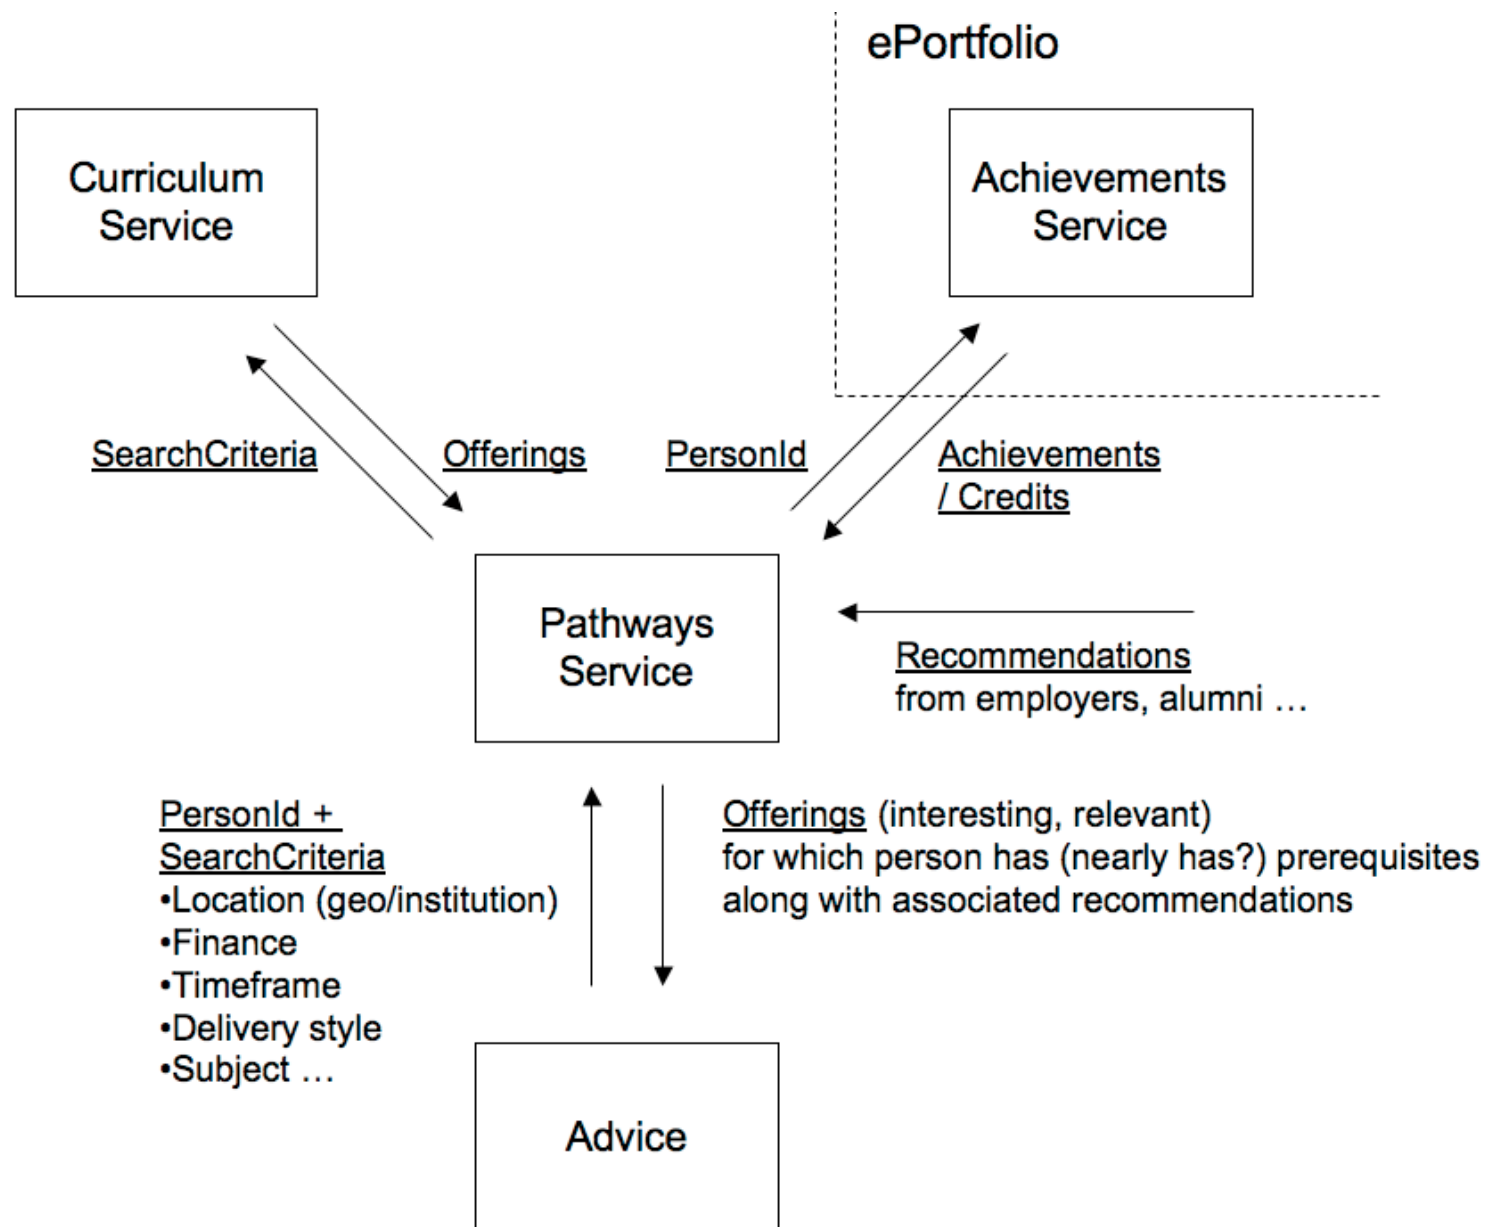 ePortfolio
Curriculum
Service
Achievements
Service
SearchCriteria
Offerings
PersonId
Achievements
/ Credits
Pathways
Service
Recommendations
from employers, alumni …
PersonId +
SearchCriteria
•Location (geo/institution)
•Finance
•Timeframe
•Delivery style
•Subject …
Offerings (interesting, relevant)
for which person has (nearly has?) prerequisites
along with associated recommendations
Advice